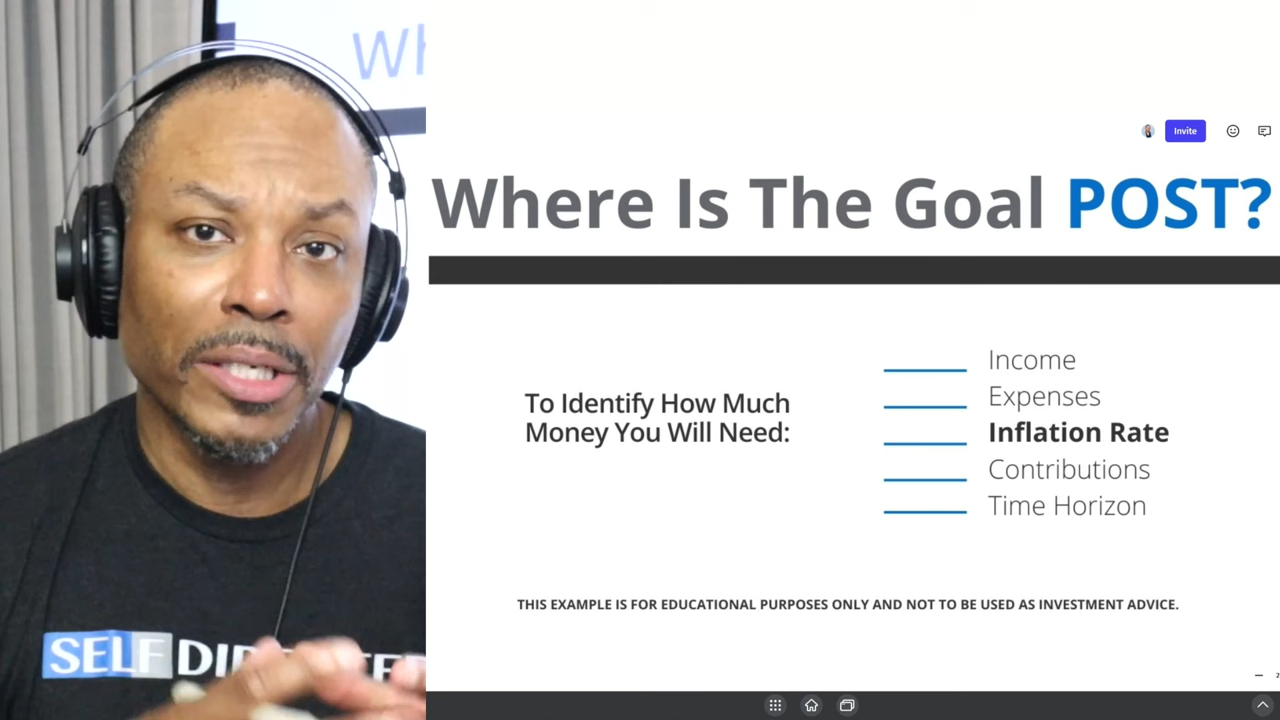 Wh
Invite
Where Is The Goal POST?
To Identify How Much
Money You Will Need:
Income
Expenses
Inflation Rate
Contributions
Time Horizon
THIS EXAMPLE IS FOR EDUCATIONAL PURPOSES ONLY AND NOT TO BE USED AS INVESTMENT ADVICE.
SELF